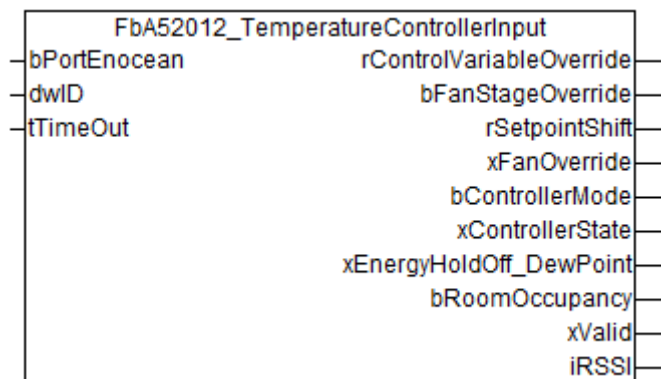 FbA52012_TemperatureControllerInput
bPortEnocean rControlVariableOverride
dwID bFanStageOverride
tTimeOut rSetpointShift
xFanOverride
bControllerMode
xControllerState
xEnergyHoldOff_DewPoint
bRoomOccupancy
xValid
iRSSI